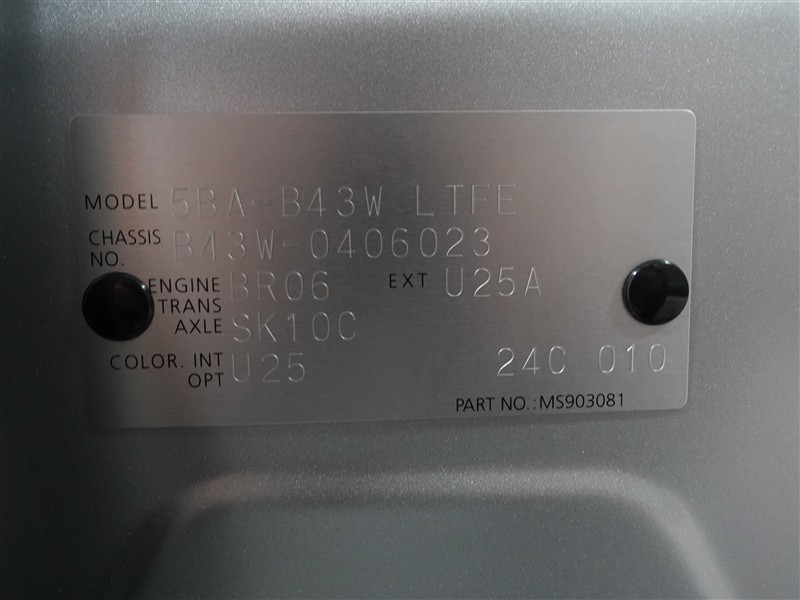 MODEL 5BA-B43W LTFE
CHASSIS NO. B43W-0406023
ENGINE BR06 EXT U25A
TRANS AXLE SK10C
COLOR. INT U25 24C 010
OPT
PART NO.:MS903081